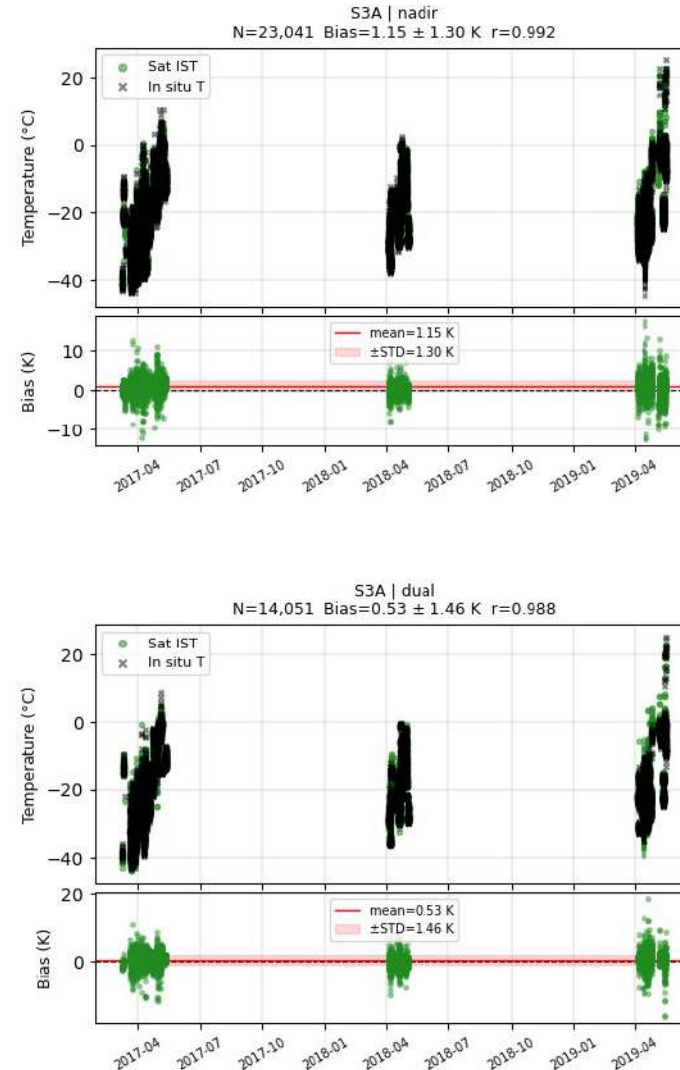 S3A | nadir
N=23,041 Bias=1.15 ± 1.30 K r=0.992
Sat IST
In situ T
Temperature (°C)
20
0
−20
−40
mean=1.15 K
±STD=1.30 K
Bias (K)
10
0
−10
2017-04
2017-07
2017-10
2018-01
2018-04
2018-07
2018-10
2019-01
2019-04
S3A | dual
N=14,051 Bias=0.53 ± 1.46 K r=0.988
Sat IST
In situ T
Temperature (°C)
20
0
−20
−40
mean=0.53 K
±STD=1.46 K
Bias (K)
20
0
2017-04
2017-07
2017-10
2018-01
2018-04
2018-07
2018-10
2019-01
2019-04